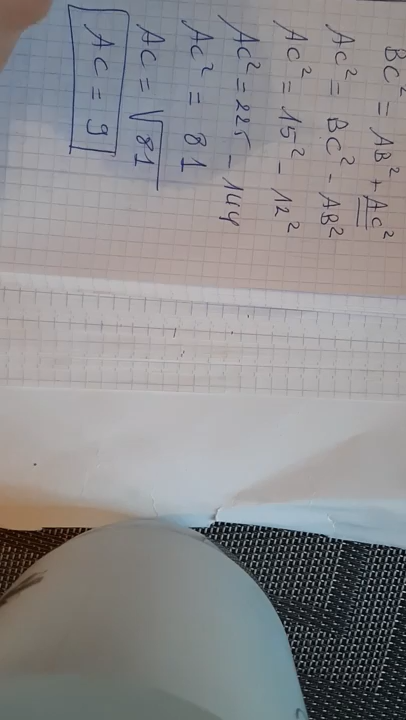 BC² = AB² + AC²
AC² = BC² - AB²
AC² = 15² - 12²
AC² = 225 - 144
AC² = 81
AC = √81
AC = 9